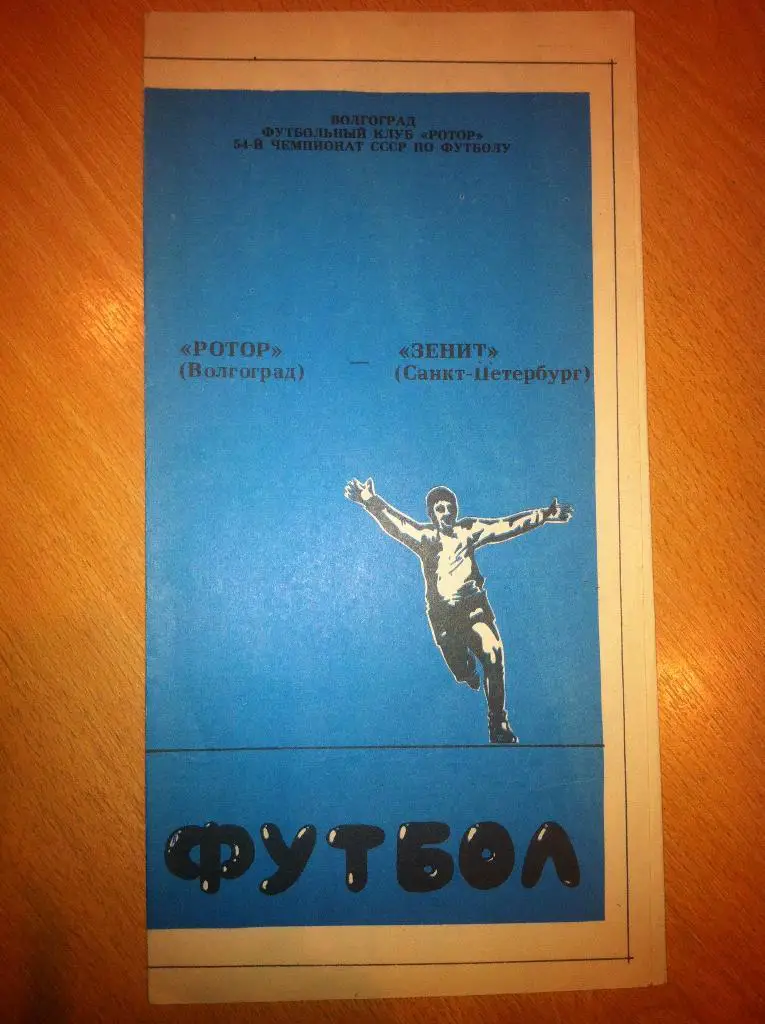 ВОЛГОГРАД
ФУТБОЛЬНЫЙ КЛУБ «РОТОР»
54-Й ЧЕМПИОНАТ СССР ПО ФУТБОЛУ
«РОТОР» — «ЗЕНИТ»
(Волгоград) (Санкт-Петербург)
ФУТБОЛ